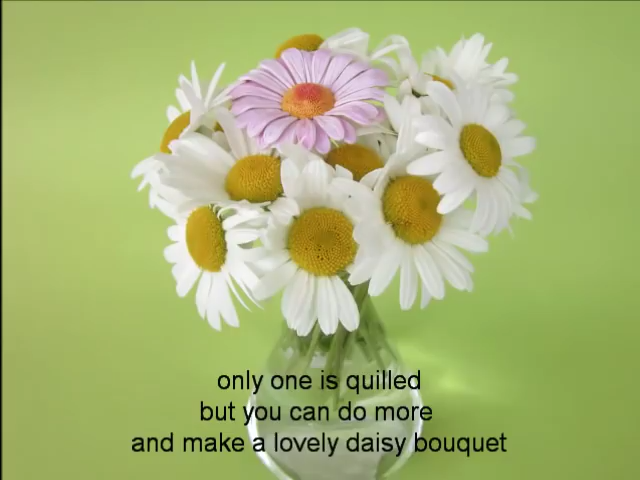 only one is quilled
but you can do more
and make a lovely daisy bouquet